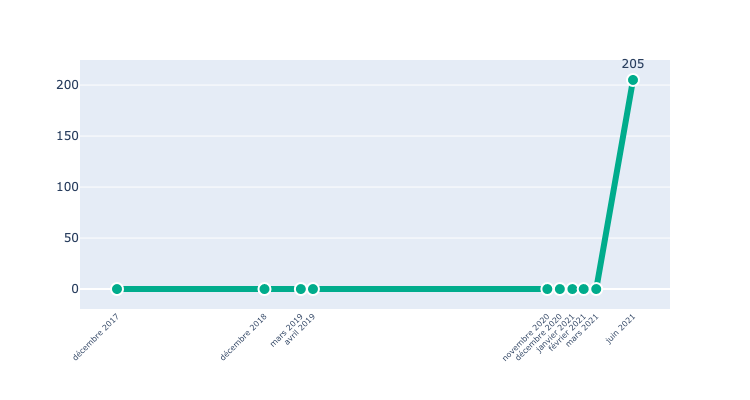 205
200
150
100
50
0
décembre 2017
décembre 2018
mars 2019
avril 2019
novembre 2020
décembre 2020
janvier 2021
février 2021
mars 2021
juin 2021